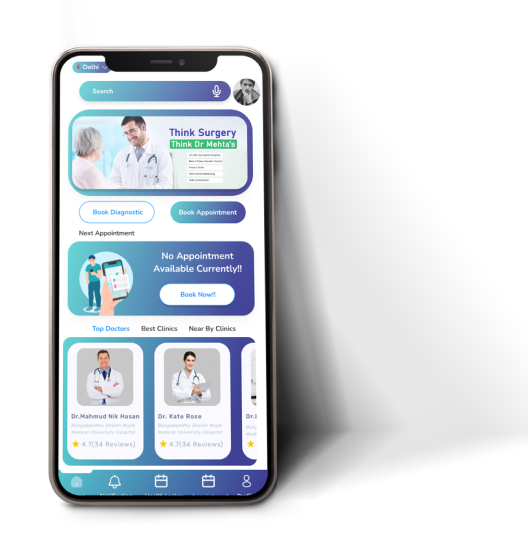 Delhi
Search
Think Surgery
Think Dr Mehta's
Book Diagnostic
Book Appointment
Next Appointment
No Appointment
Available Currently!!
Book Now!!
Top Doctors
Best Clinics
Near By Clinics
Dr.Mahmud Nik Hasan
Bangabandhu Sheikh Mujib
Medical University Hospital
4.7(34 Reviews)
Dr. Kate Rose
Bangabandhu Sheikh Mujib
Medical University Hospital
4.7(34 Reviews)